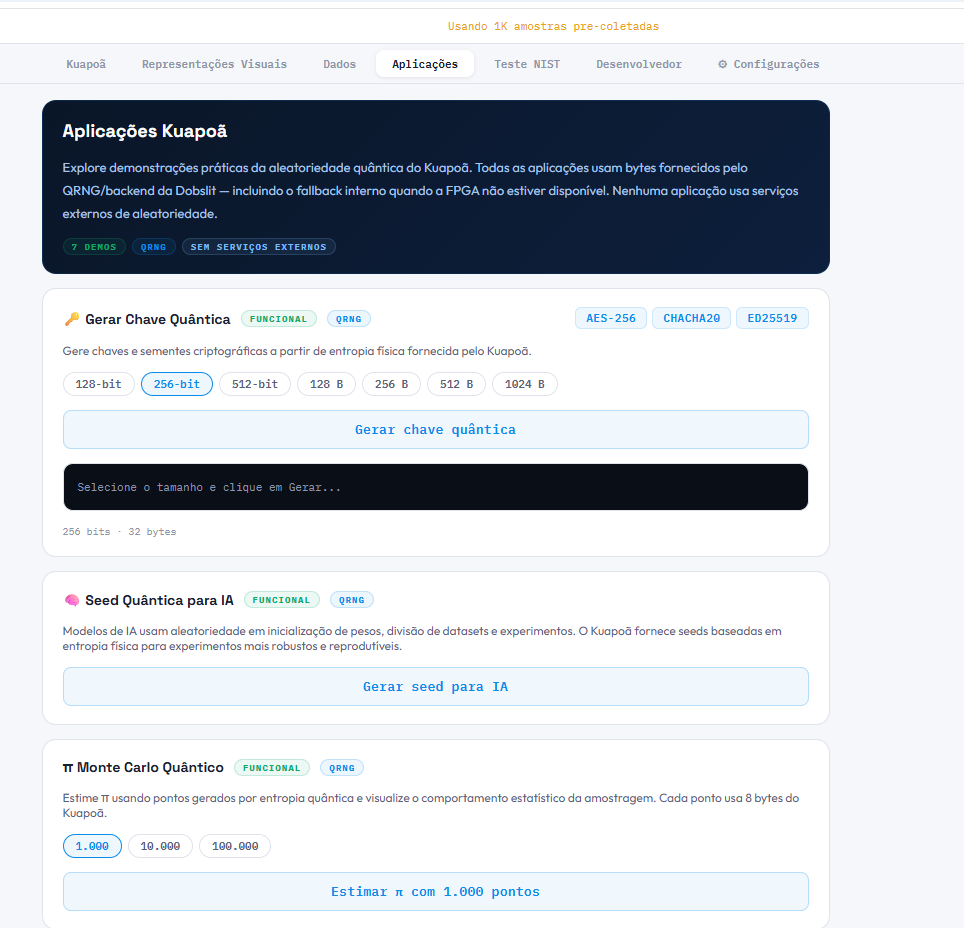 Usando 1K amostras pre-coletadas
Kuapoã Representações Visuais Dados Aplicações Teste NIST Desenvolvedor ⚙ Configurações
Aplicações Kuapoã
Explore demonstrações práticas da aleatoriedade quântica do Kuapoã. Todas as aplicações usam bytes fornecidos pelo
QRNG/backend da Dobslit — incluindo o fallback interno quando a FPGA não estiver disponível. Nenhuma aplicação usa serviços
externos de aleatoriedade.
7 DEMOS QRNG SEM SERVIÇOS EXTERNOS
Gerar Chave Quântica FUNCIONAL QRNG AES-256 CHACHA20 ED25519
Gere chaves e sementes criptográficas a partir de entropia física fornecida pelo Kuapoã.
128-bit 256-bit 512-bit 128 B 256 B 512 B 1024 B
Gerar chave quântica
Selecione o tamanho e clique em Gerar...
256 bits · 32 bytes
Seed Quântica para IA FUNCIONAL QRNG
Modelos de IA usam aleatoriedade em inicialização de pesos, divisão de datasets e experimentos. O Kuapoã fornece seeds baseadas em
entropia física para experimentos mais robustos e reprodutíveis.
Gerar seed para IA
π Monte Carlo Quântico FUNCIONAL QRNG
Estime π usando pontos gerados por entropia quântica e visualize o comportamento estatístico da amostragem. Cada ponto usa 8 bytes do
Kuapoã.
1.000 10.000 100.000
Estimar π com 1.000 pontos